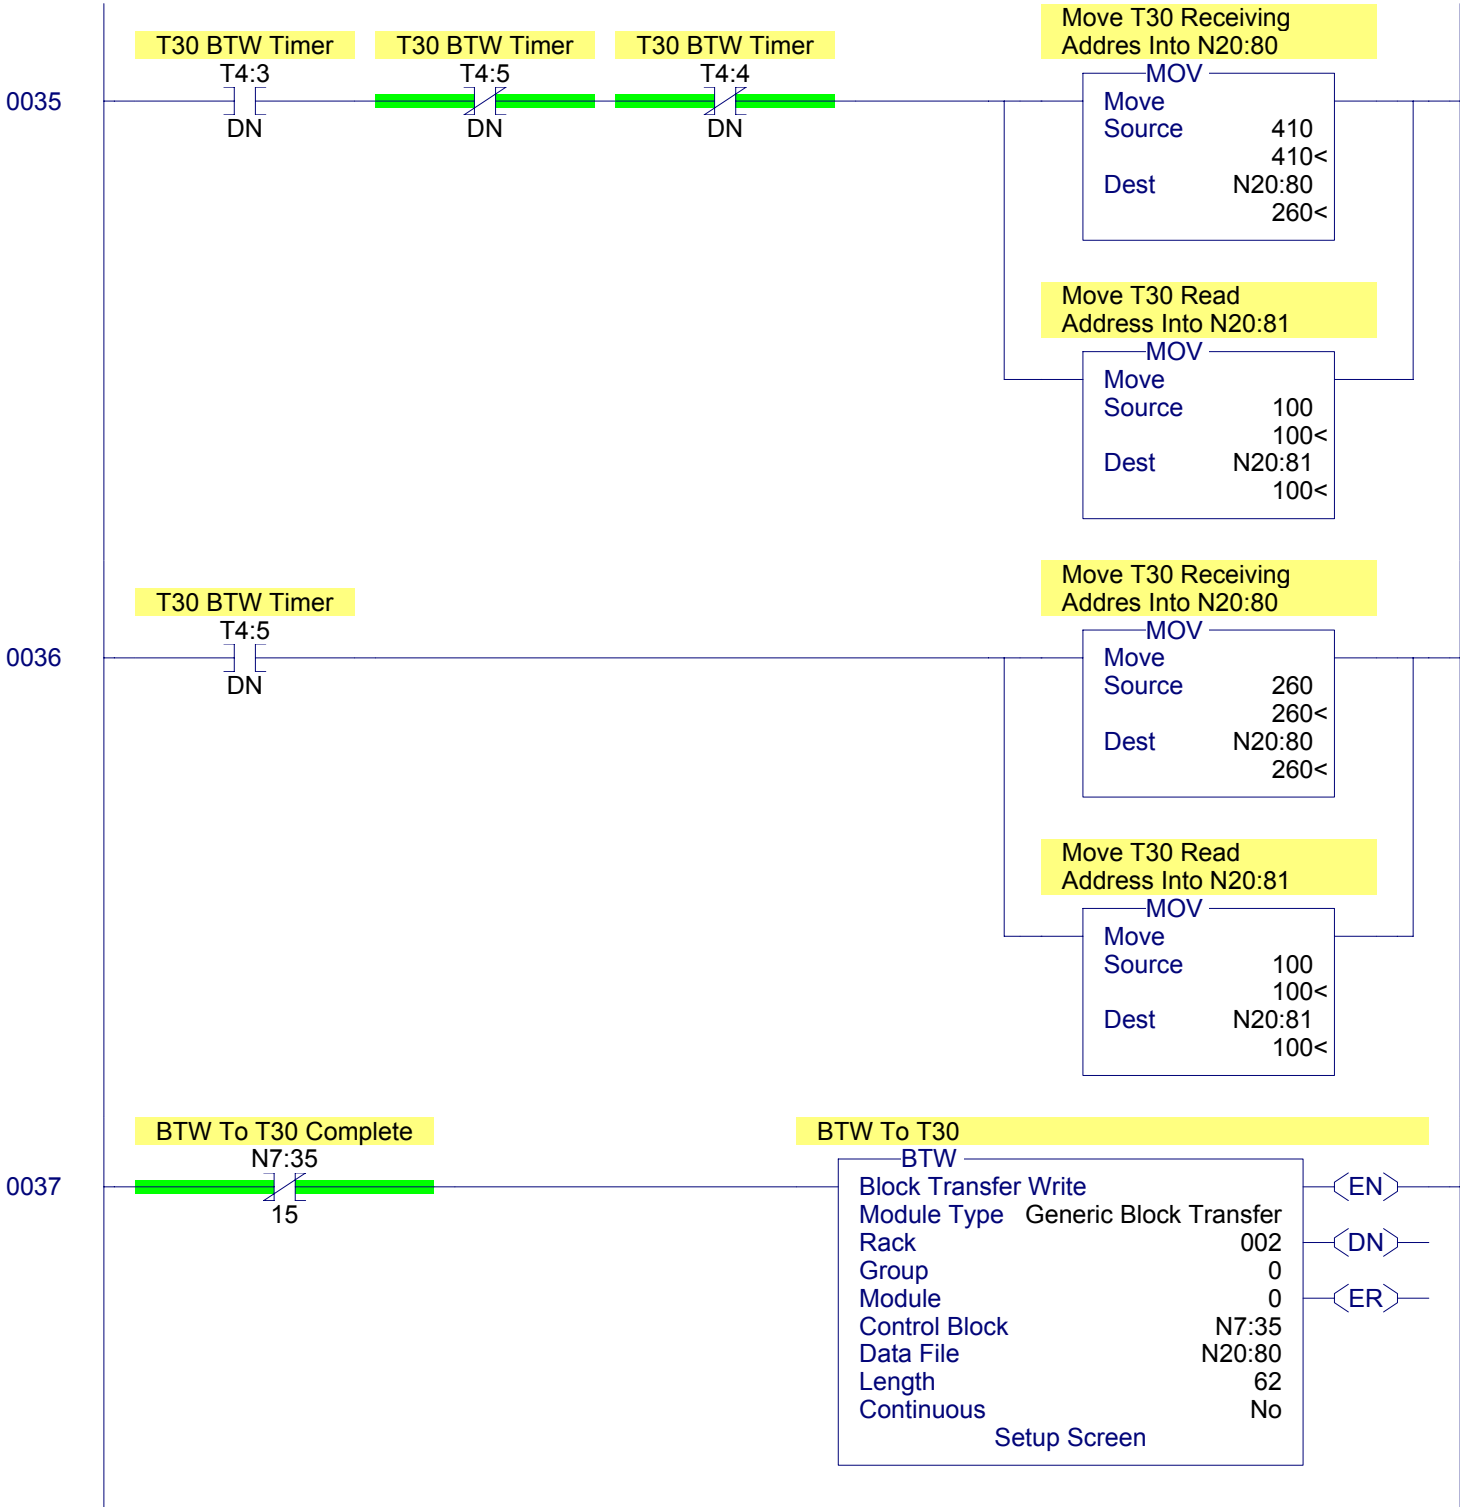 T30 BTW Timer
T4:3
DN
T30 BTW Timer
T4:5
DN
T30 BTW Timer
T4:4
DN
0035
Move T30 Receiving
Addres Into N20:80
MOV
Move
Source 410
410<
Dest N20:80
260<
Move T30 Read
Address Into N20:81
MOV
Move
Source 100
100<
Dest N20:81
100<
T30 BTW Timer
T4:5
DN
0036
Move T30 Receiving
Addres Into N20:80
MOV
Move
Source 260
260<
Dest N20:80
260<
Move T30 Read
Address Into N20:81
MOV
Move
Source 100
100<
Dest N20:81
100<
BTW To T30 Complete
N7:35
15
0037
BTW To T30
BTW
Block Transfer Write
Module Type Generic Block Transfer
Rack 002
Group 0
Module 0
Control Block N7:35
Data File N20:80
Length 62
Continuous No
Setup Screen
EN
DN
ER